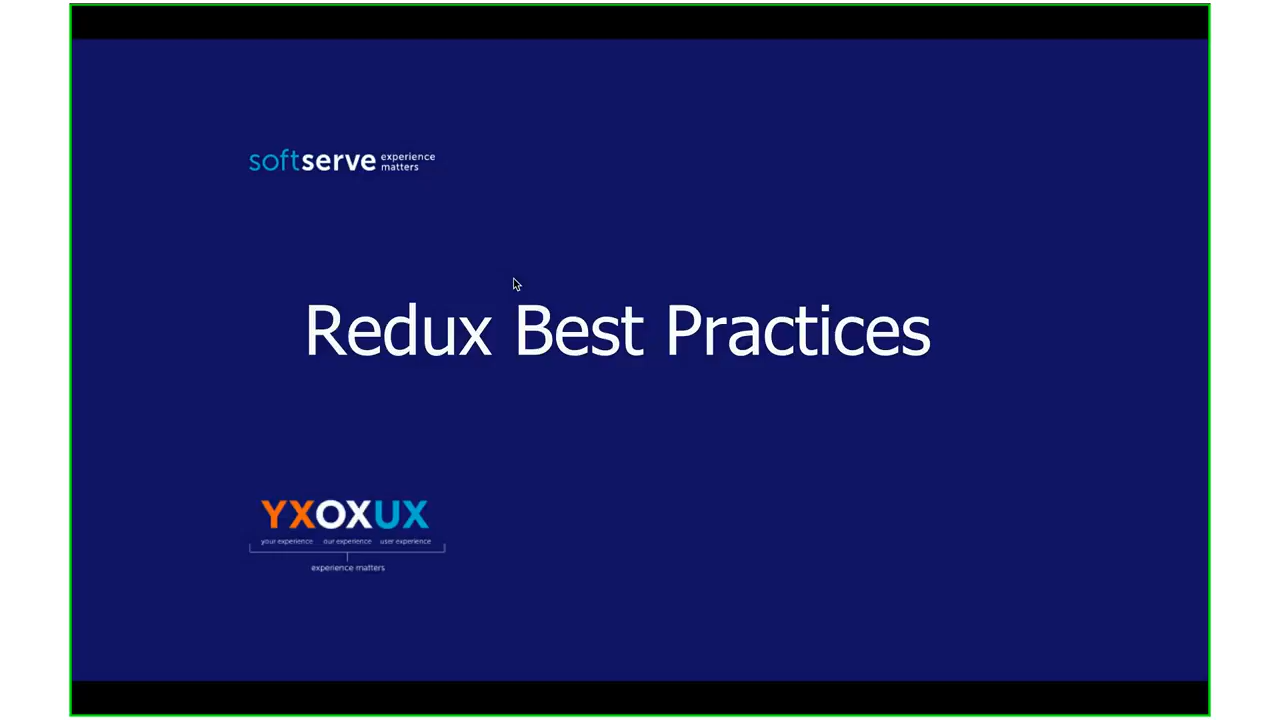 softserve experience
matters
Redux Best Practices
YXOXUX
your experience our experience user experience
experience matters